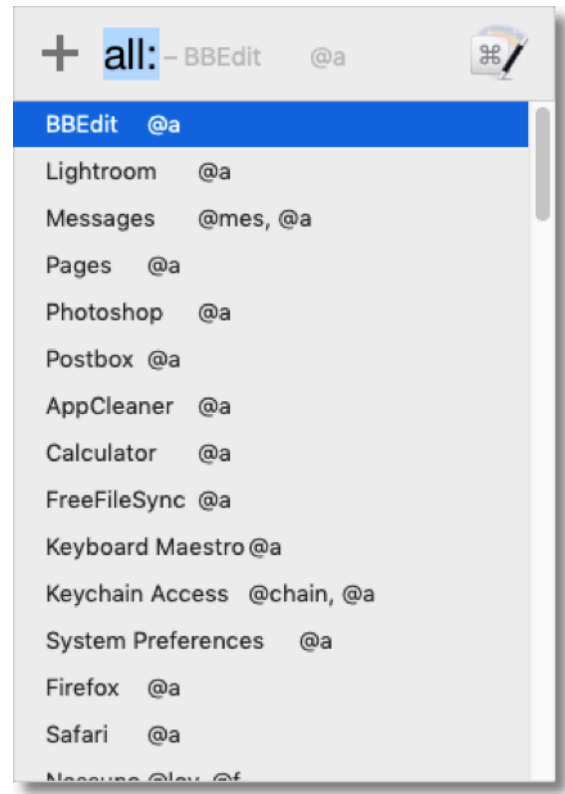 + all: – BBEdit @a
BBEdit @a
Lightroom @a
Messages @mes, @a
Pages @a
Photoshop @a
Postbox @a
AppCleaner @a
Calculator @a
FreeFileSync @a
Keyboard Maestro @a
Keychain Access @chain, @a
System Preferences @a
Firefox @a
Safari @a